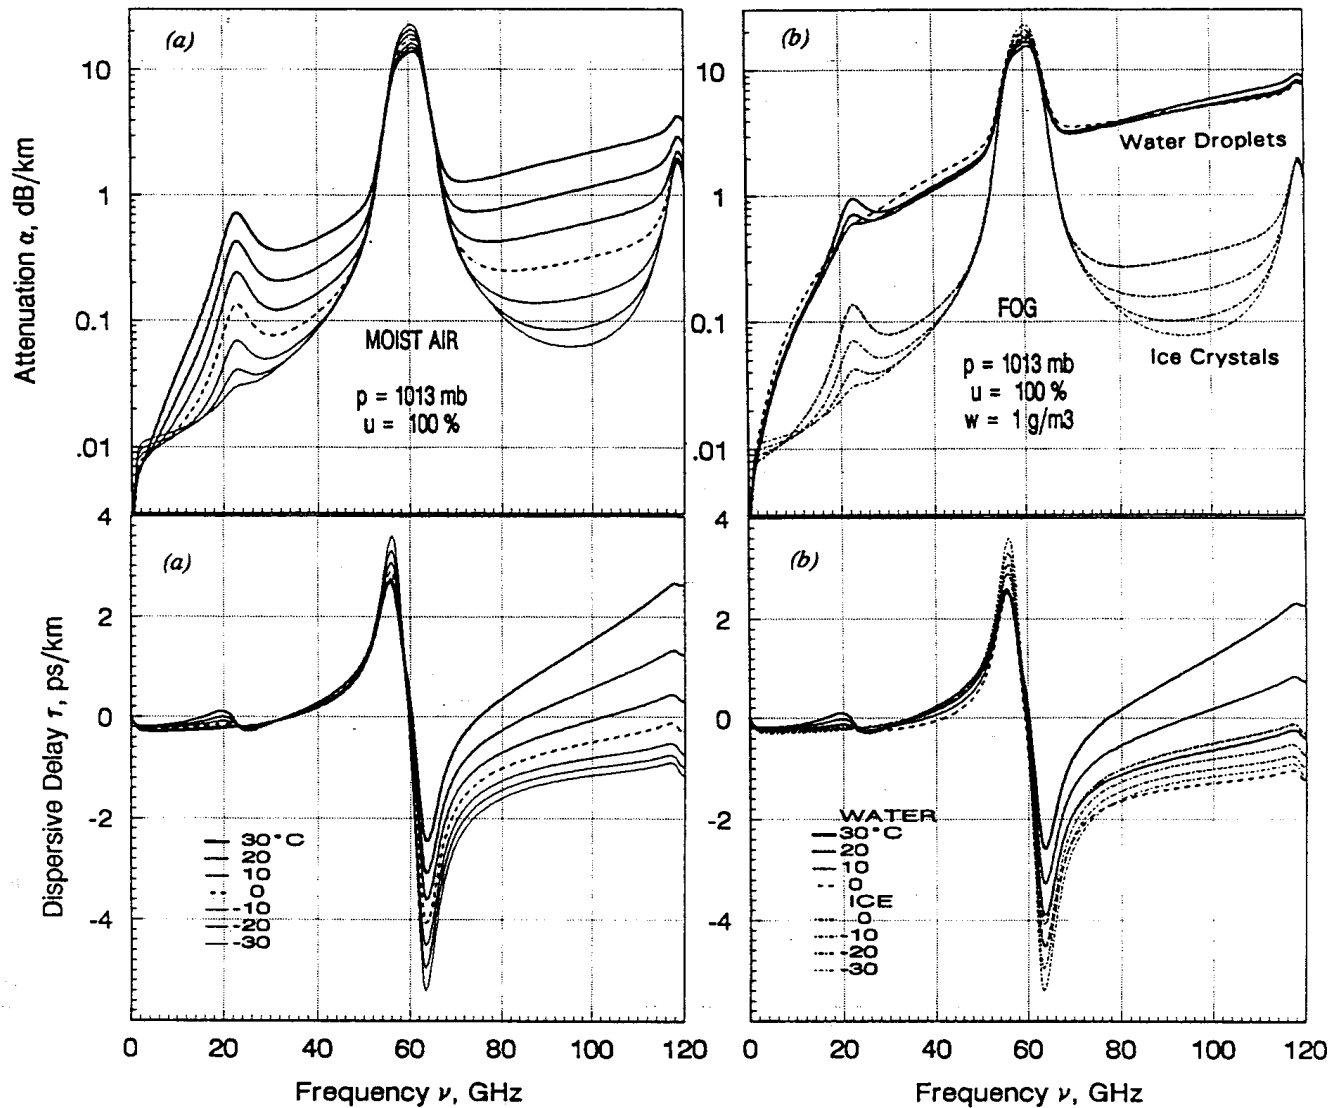 (a)
10
1
0.1
.01
Attenuation α, dB/km
MOIST AIR
p = 1013 mb
u = 100 %
(b)
10
1
0.1
.01
Water Droplets
FOG
Ice Crystals
p = 1013 mb
u = 100 %
w = 1 g/m3
(a)
4
2
0
-2
-4
Dispersive Delay τ, ps/km
30°C
20
10
0
-10
-20
-30
0 20 40 60 80 100 120
Frequency ν, GHz
(b)
4
2
0
-2
-4
WATER
30°C
20
10
0
ICE
0
-10
-20
-30
0 20 40 60 80 100 120
Frequency ν, GHz